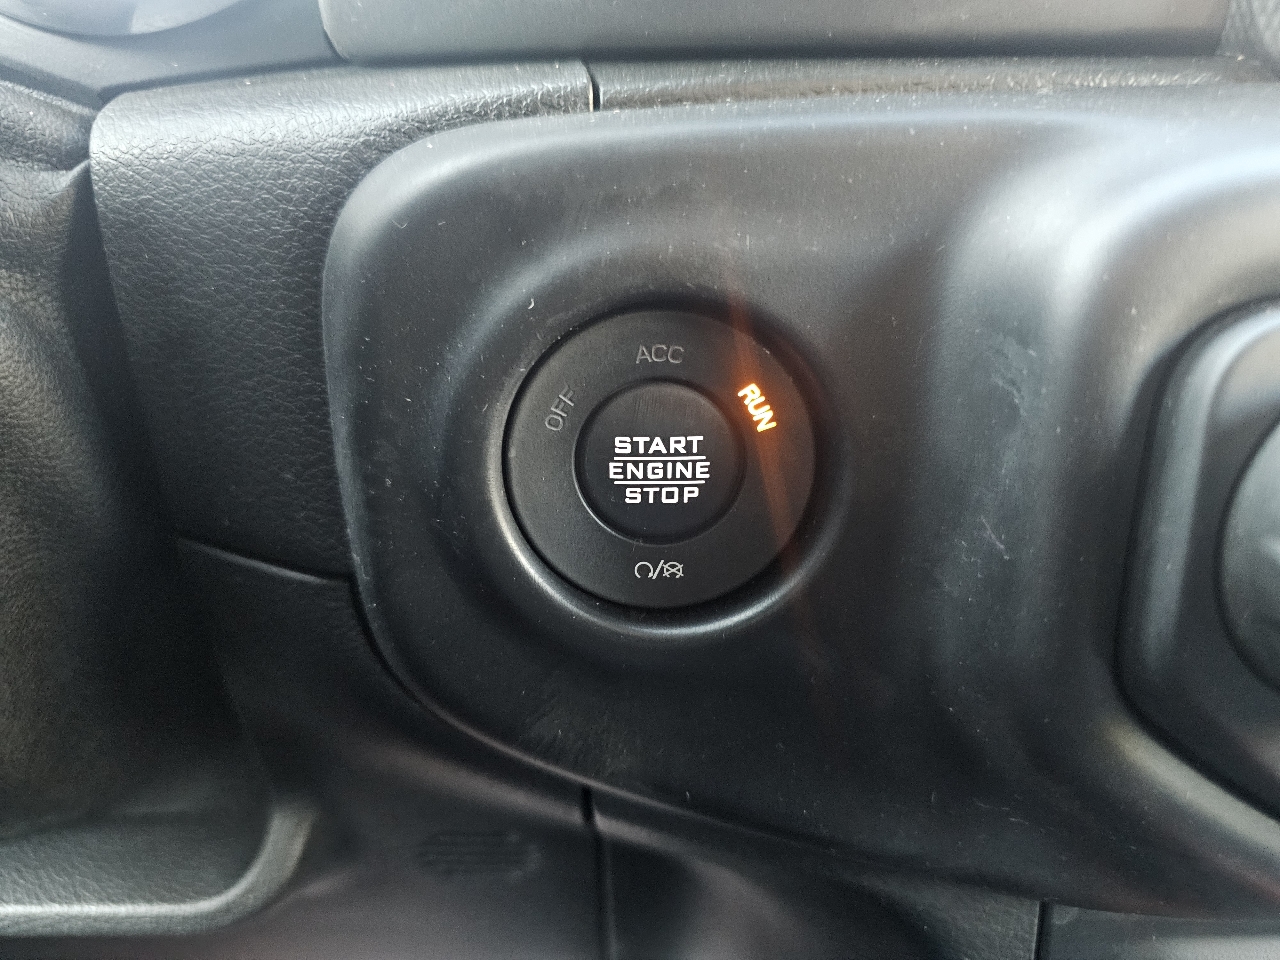 ACC
OFF
RUN
START
ENGINE
STOP